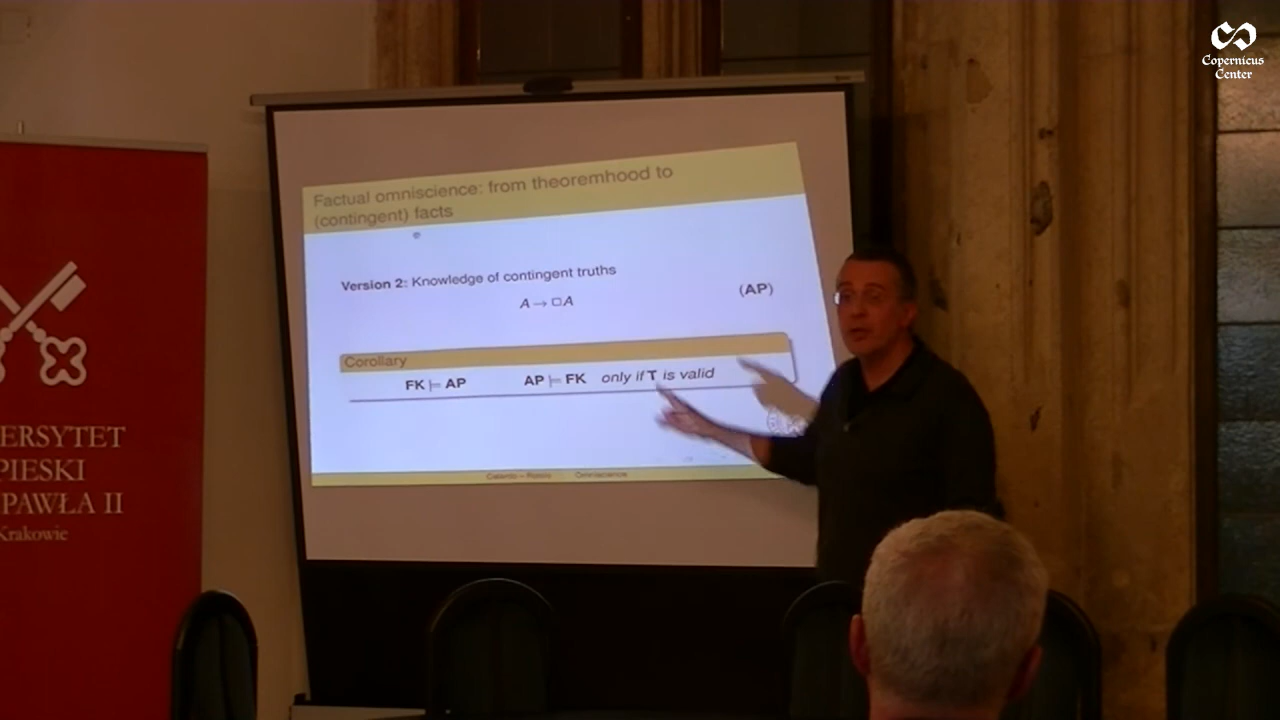 Copernicus
Center
Factual omniscience: from theoremhood to
(contingent) facts
Version 2: Knowledge of contingent truths
A → □A (AP)
Corollary
FK ⊨ AP AP ⊨ FK only if T is valid
Omniscience
ERSYTET
PIESKI
PAWŁA II
Krakowie